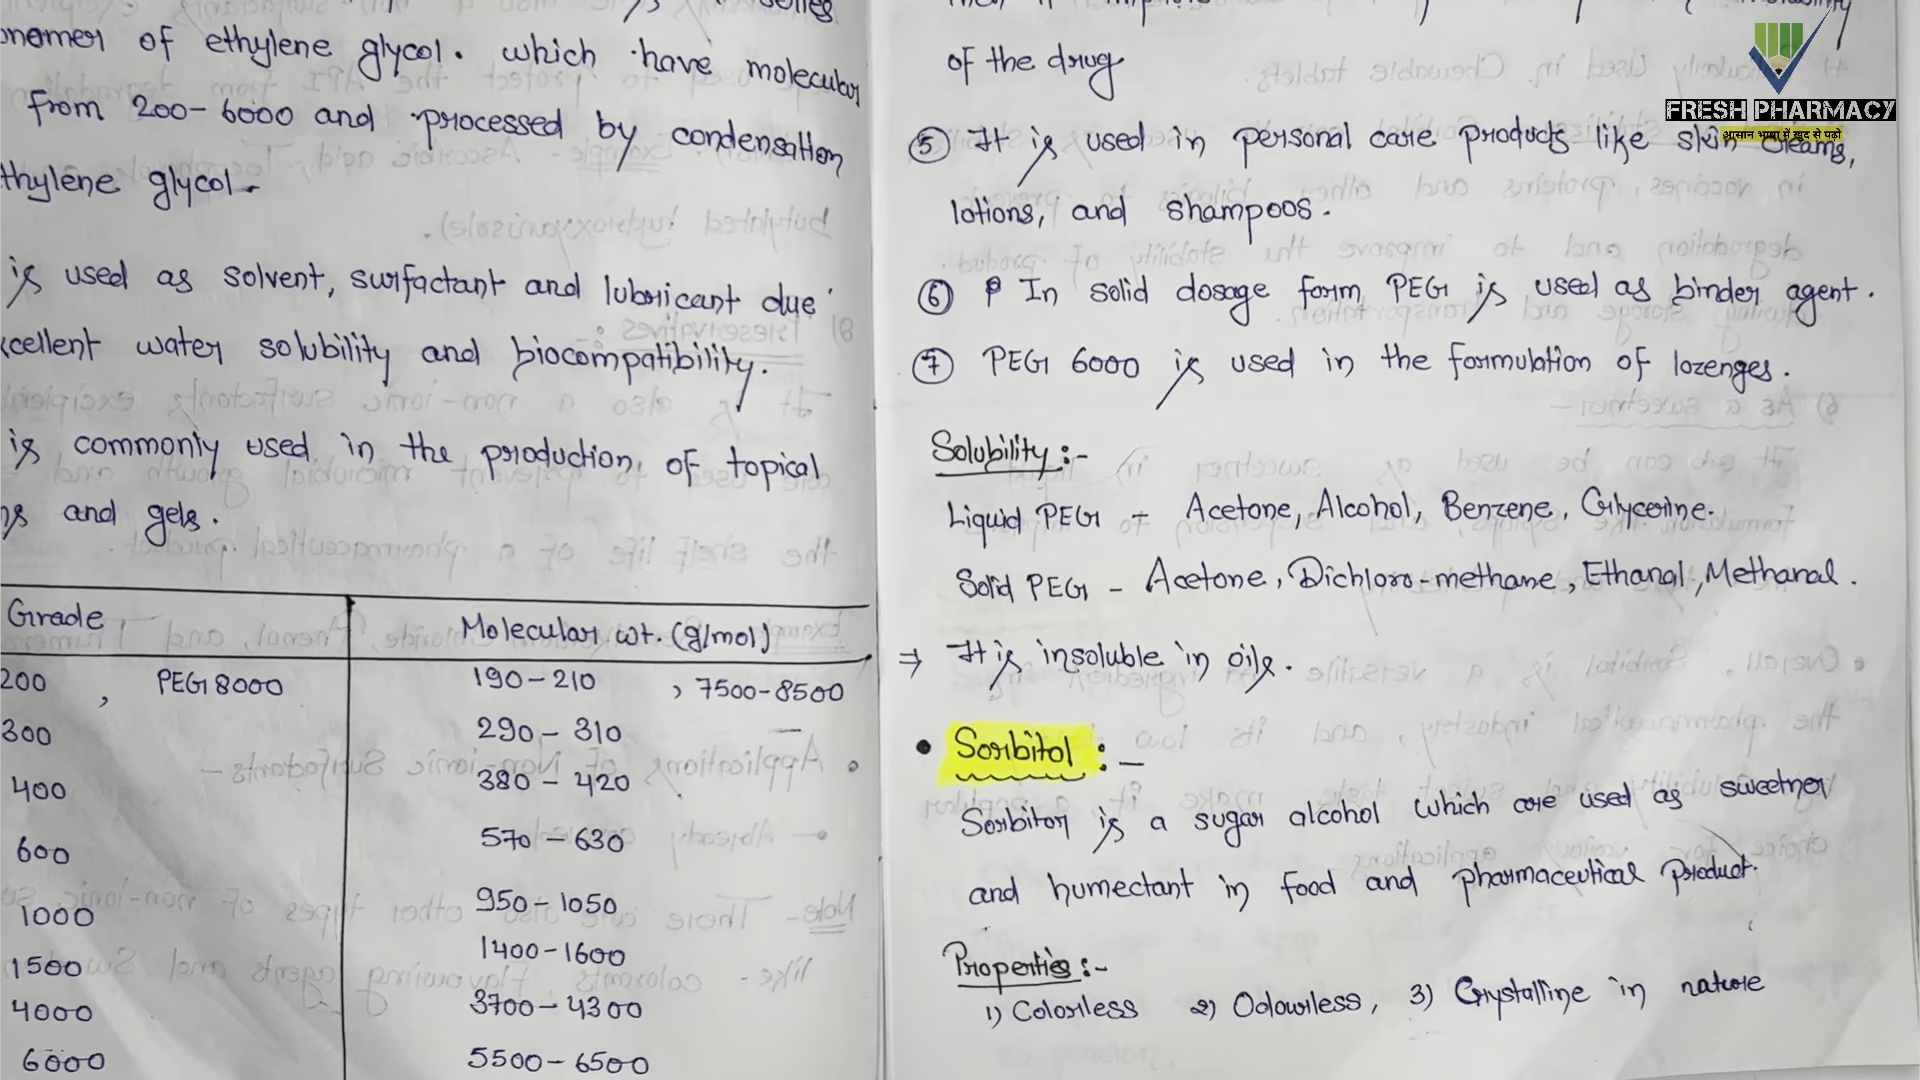 nomer of ethylene glycol. which have molecular
from 200-6000 and processed by condensation
thylene glycol.
is used as solvent, surfactant and lubricant due
xcellent water solubility and biocompatibility.
is commonly used in the production, of topical
and gels.
Grade Molecular wt. (g/mol)
200 , PEG 8000 190-210 , 7500-8500
300 290-310
400 380-420
600 570-630
1000 950-1050
1500 1400-1600
4000 3700-4300
6000 5500-6500
of the drug
⑤ It is used in personal care products like skin creams,
lotions, and shampoos.
⑥ In solid dosage form PEG is used as binder agent.
⑦ PEG 6000 is used in the formulation of lozenges.
Solubility :-
Liquid PEG - Acetone, Alcohol, Benzene, Glycerine.
Solid PEG - Acetone, Dichloro-methane, Ethanol, Methanol.
⇒ It is insoluble in oils.
• Sorbitol :-
Sorbitor is a sugar alcohol which are used as sweetner
and humectant in food and pharmaceutical product.
Properties :-
1) Colorless 2) Odourless, 3) Crystalline in nature
FRESH PHARMACY
आसान भाषा में खुद से पढ़ो